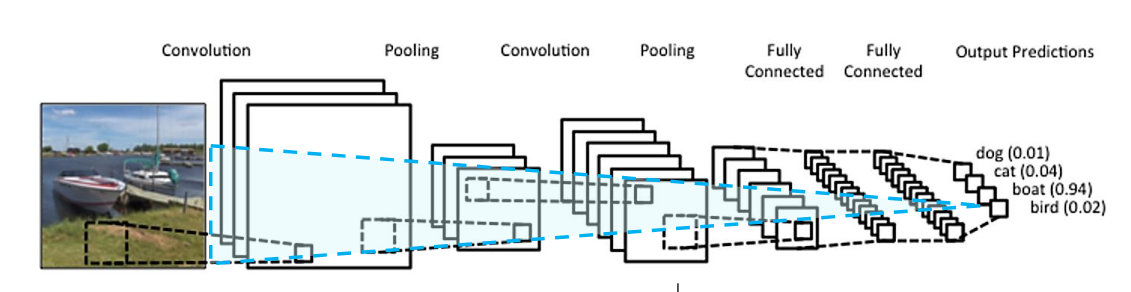 Convolution
Pooling
Convolution
Pooling
Fully
Connected
Fully
Connected
Output Predictions
dog (0.01)
cat (0.04)
boat (0.94)
bird (0.02)